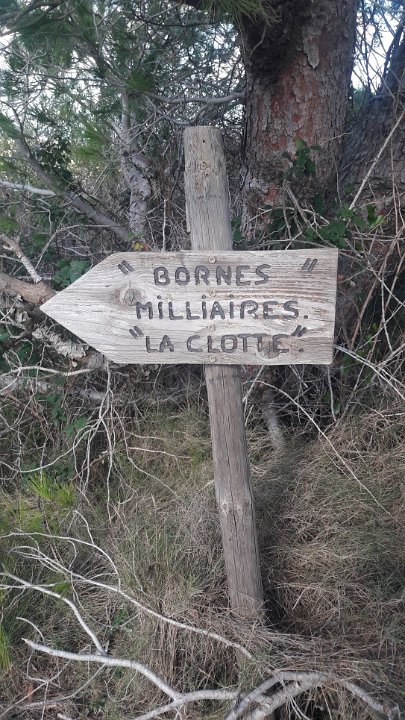 " BORNES "
" MILLIAIRES. "
" LA CLOTTE ".